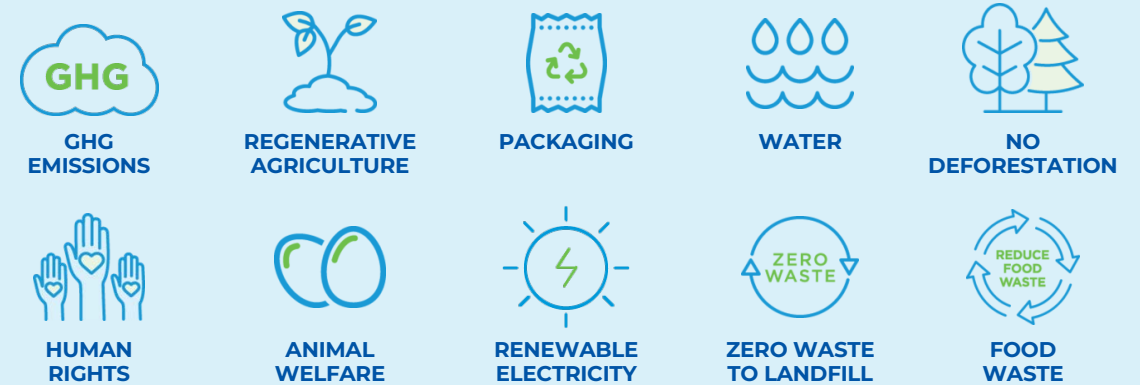 GHG
GHG
EMISSIONS
REGENERATIVE
AGRICULTURE
PACKAGING
WATER
NO
DEFORESTATION
HUMAN
RIGHTS
ANIMAL
WELFARE
RENEWABLE
ELECTRICITY
ZERO
WASTE
ZERO WASTE
TO LANDFILL
REDUCE
FOOD
WASTE
FOOD
WASTE